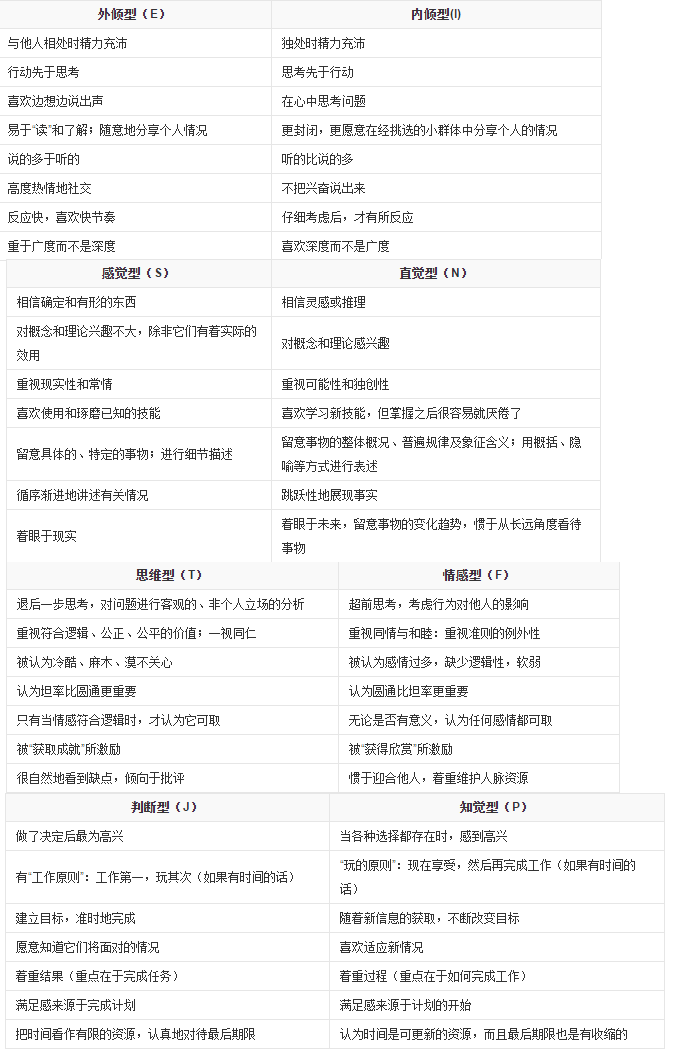 外倾型（E） 内倾型(I)
与他人相处时精力充沛 独处时精力充沛
行动先于思考 思考先于行动
喜欢边想边说出声 在心中思考问题
易于“读”和了解；随意地分享个人情况 更封闭，更愿意在经挑选的小群体中分享个人的情况
说的多于听的 听的比说的多
高度热情地社交 不把兴奋说出来
反应快，喜欢快节奏 仔细考虑后，才有所反应
重于广度而不是深度 喜欢深度而不是广度
感觉型（S） 直觉型（N）
相信确定和有形的东西 相信灵感或推理
对概念和理论兴趣不大，除非它们有着实际的
效用
对概念和理论感兴趣
重视现实性和常情 重视可能性和独创性
喜欢使用和琢磨已知的技能 喜欢学习新技能，但掌握之后很容易就厌倦了
留意具体的、特定的事物；进行细节描述
留意事物的整体概况、普遍规律及象征含义；用概括、隐
喻等方式进行表述
循序渐进地讲述有关情况 跳跃性地展现事实
着眼于现实
着眼于未来，留意事物的变化趋势，惯于从长远角度看待
事物
思维型（T） 情感型（F）
退后一步思考，对问题进行客观的、非个人立场的分析 超前思考，考虑行为对他人的影响
重视符合逻辑、公正、公平的价值；一视同仁 重视同情与和睦：重视准则的例外性
被认为冷酷、麻木、漠不关心 被认为感情过多，缺少逻辑性，软弱
认为坦率比圆通更重要 认为圆通比坦率更重要
只有当情感符合逻辑时，才认为它可取 无论是否有意义，认为任何感情都可取
被“获取成就”所激励 被“获得欣赏”所激励
很自然地看到缺点，倾向于批评 惯于迎合他人，着重维护人脉资源
判断型（J） 知觉型（P）
做了决定后最为高兴 当各种选择都存在时，感到高兴
有“工作原则”：工作第一，玩其次（如果有时间的话）
“玩的原则”：现在享受，然后再完成工作（如果有时间的
话）
建立目标，准时地完成 随着新信息的获取，不断改变目标
愿意知道它们将面对的情况 喜欢适应新情况
着重结果（重点在于完成任务） 着重过程（重点在于如何完成工作）
满足感来源于完成计划 满足感来源于计划的开始
把时间看作有限的资源，认真地对待最后期限 认为时间是可更新的资源，而且最后期限也是有收缩的